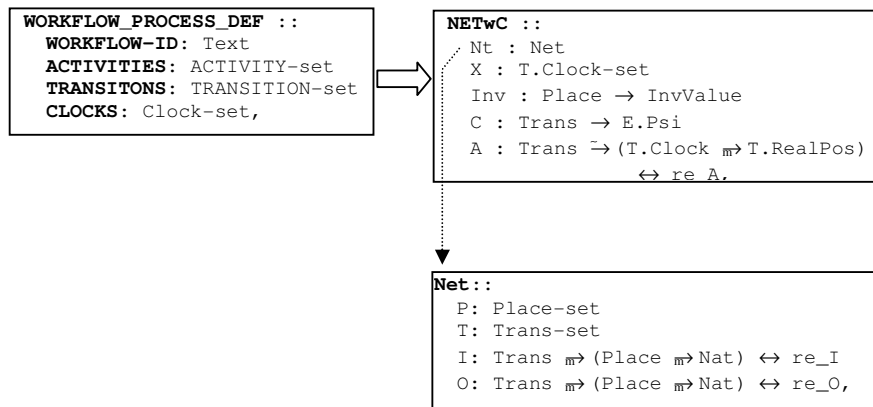 WORKFLOW_PROCESS_DEF ::
WORKFLOW-ID: Text
ACTIVITIES: ACTIVITY-set
TRANSITONS: TRANSITION-set
CLOCKS: Clock-set,
NETwC ::
Nt : Net
X : T.Clock-set
Inv : Place → InvValue
C : Trans → E.Psi
A : Trans ⥲ (T.Clock m→ T.RealPos)
↔ re_A,
Net::
P: Place-set
T: Trans-set
I: Trans m→ (Place m→ Nat) ↔ re_I
O: Trans m→ (Place m→ Nat) ↔ re_O,